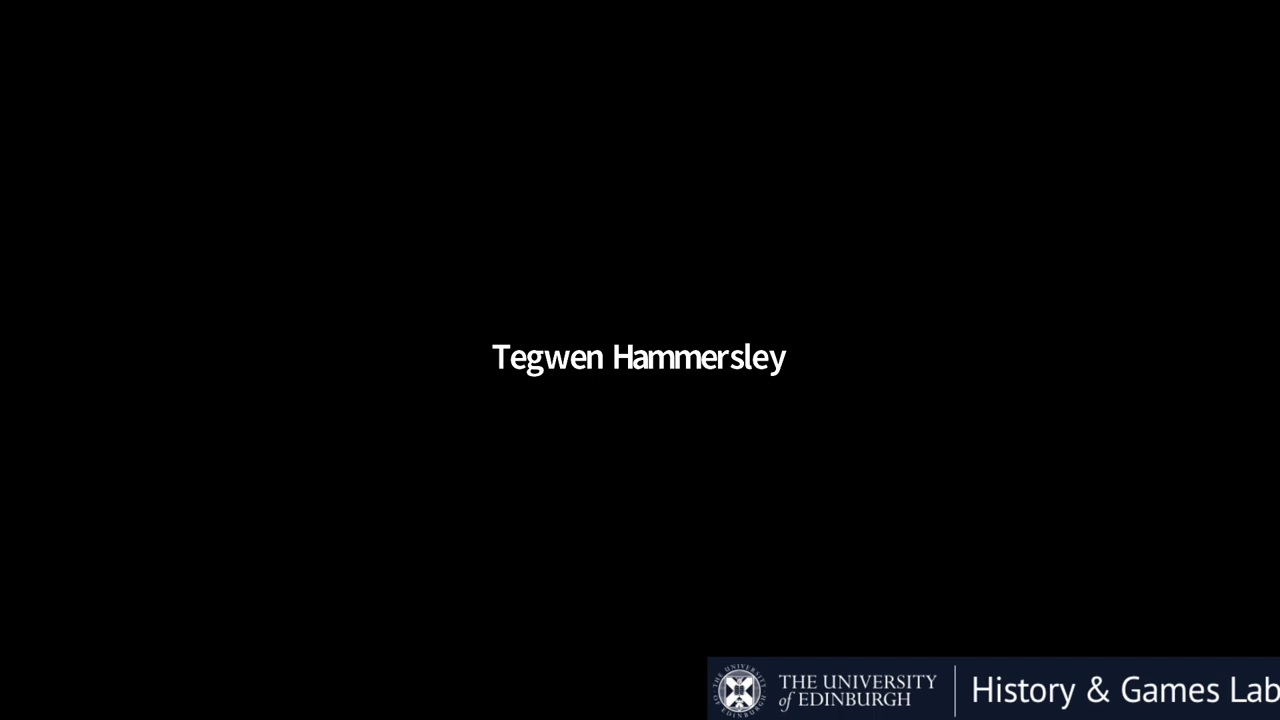 Tegwen Hammersley
THE UNIVERSITY
of EDINBURGH
History & Games Lab